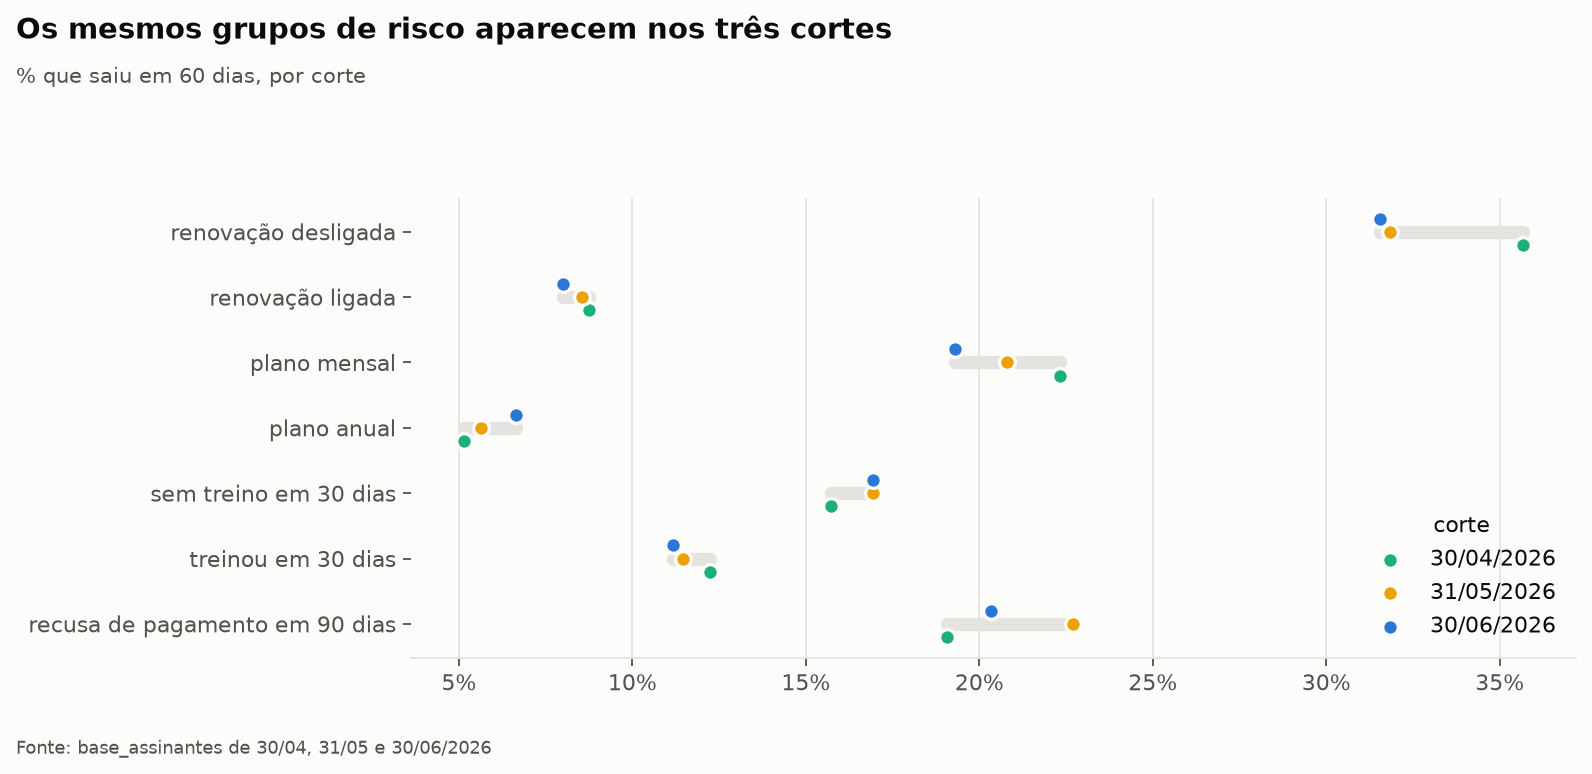 Os mesmos grupos de risco aparecem nos três cortes
% que saiu em 60 dias, por corte
renovação desligada
renovação ligada
plano mensal
plano anual
sem treino em 30 dias
treinou em 30 dias
recusa de pagamento em 90 dias
corte
30/04/2026
31/05/2026
30/06/2026
5% 10% 15% 20% 25% 30% 35%
Fonte: base_assinantes de 30/04, 31/05 e 30/06/2026